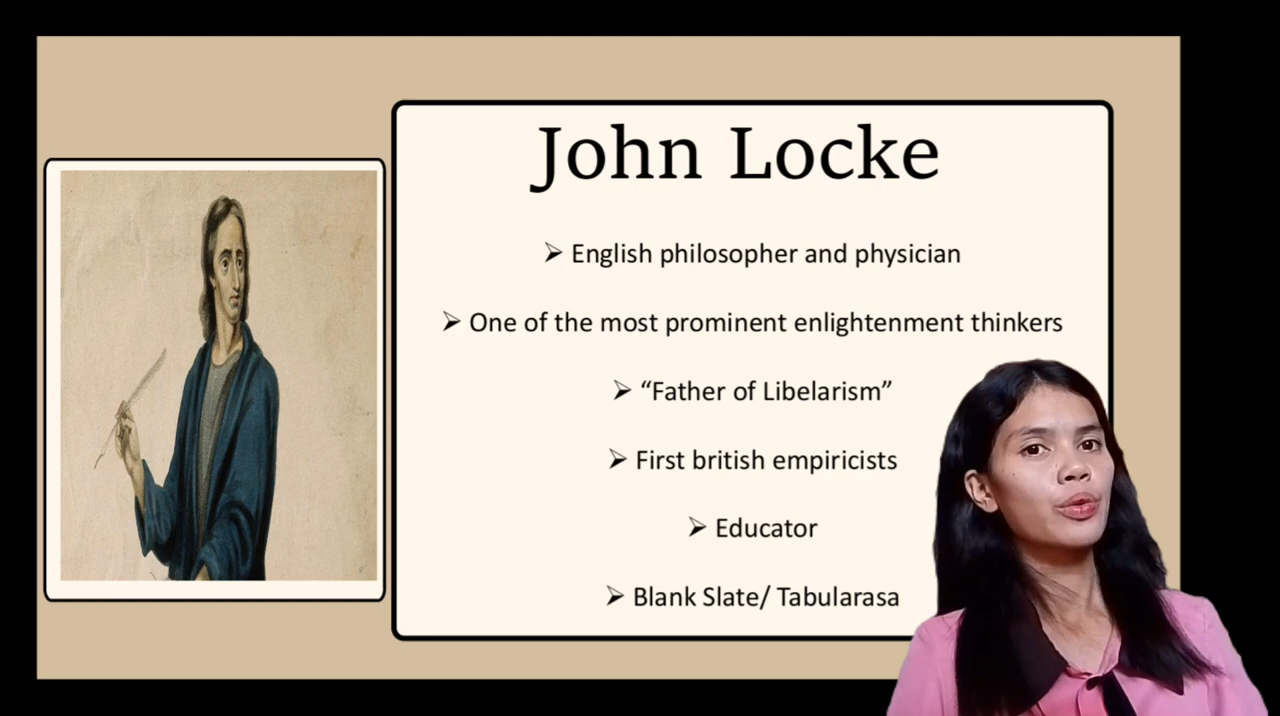 John Locke
➢ English philosopher and physician
➢ One of the most prominent enlightenment thinkers
➢ “Father of Libelarism”
➢ First british empiricists
➢ Educator
➢ Blank Slate/ Tabularasa